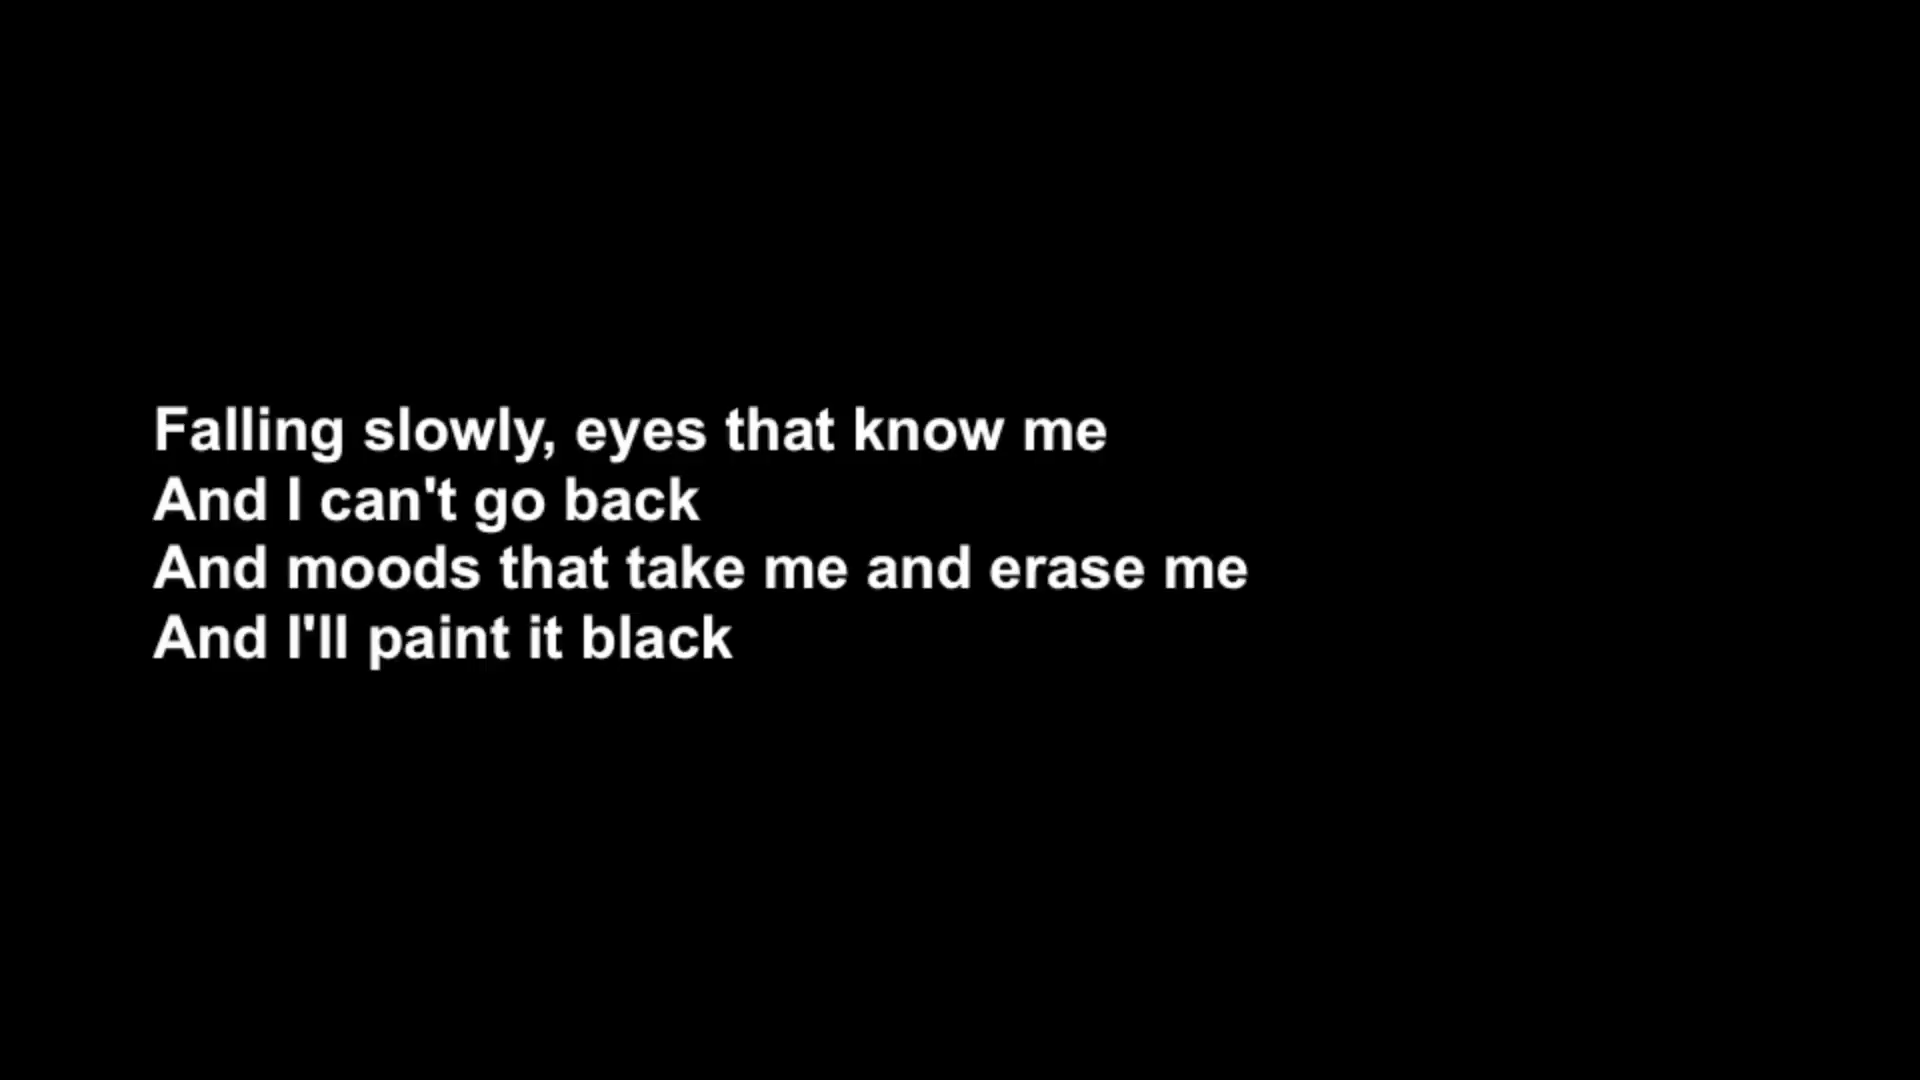 Falling slowly, eyes that know me
And I can't go back
And moods that take me and erase me
And I'll paint it black